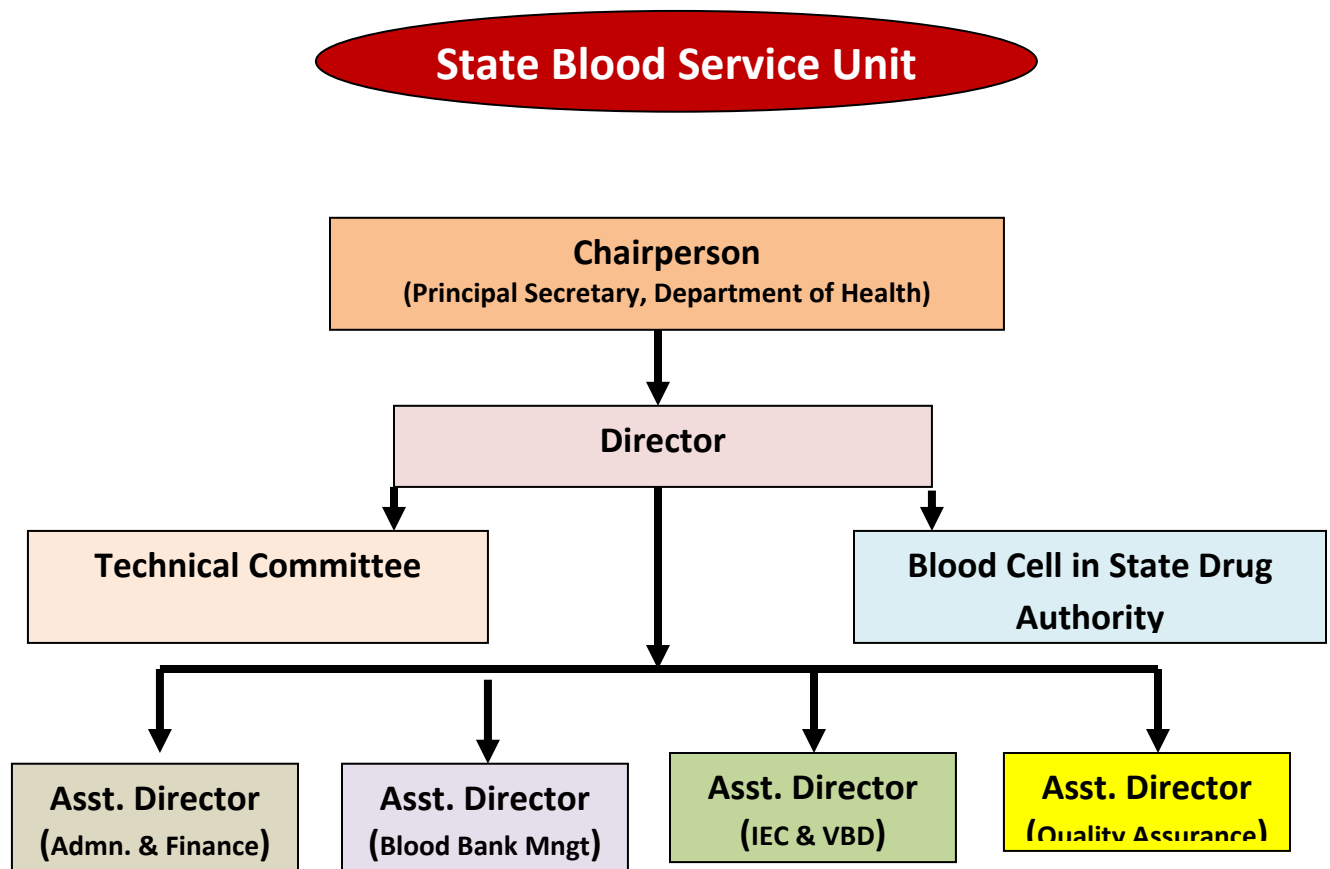 State Blood Service Unit
Chairperson
(Principal Secretary, Department of Health)
Director
Technical Committee
Blood Cell in State Drug
Authority
Asst. Director
(Admn. & Finance)
Asst. Director
(Blood Bank Mngt)
Asst. Director
(IEC & VBD)
Asst. Director
(Quality Assurance)